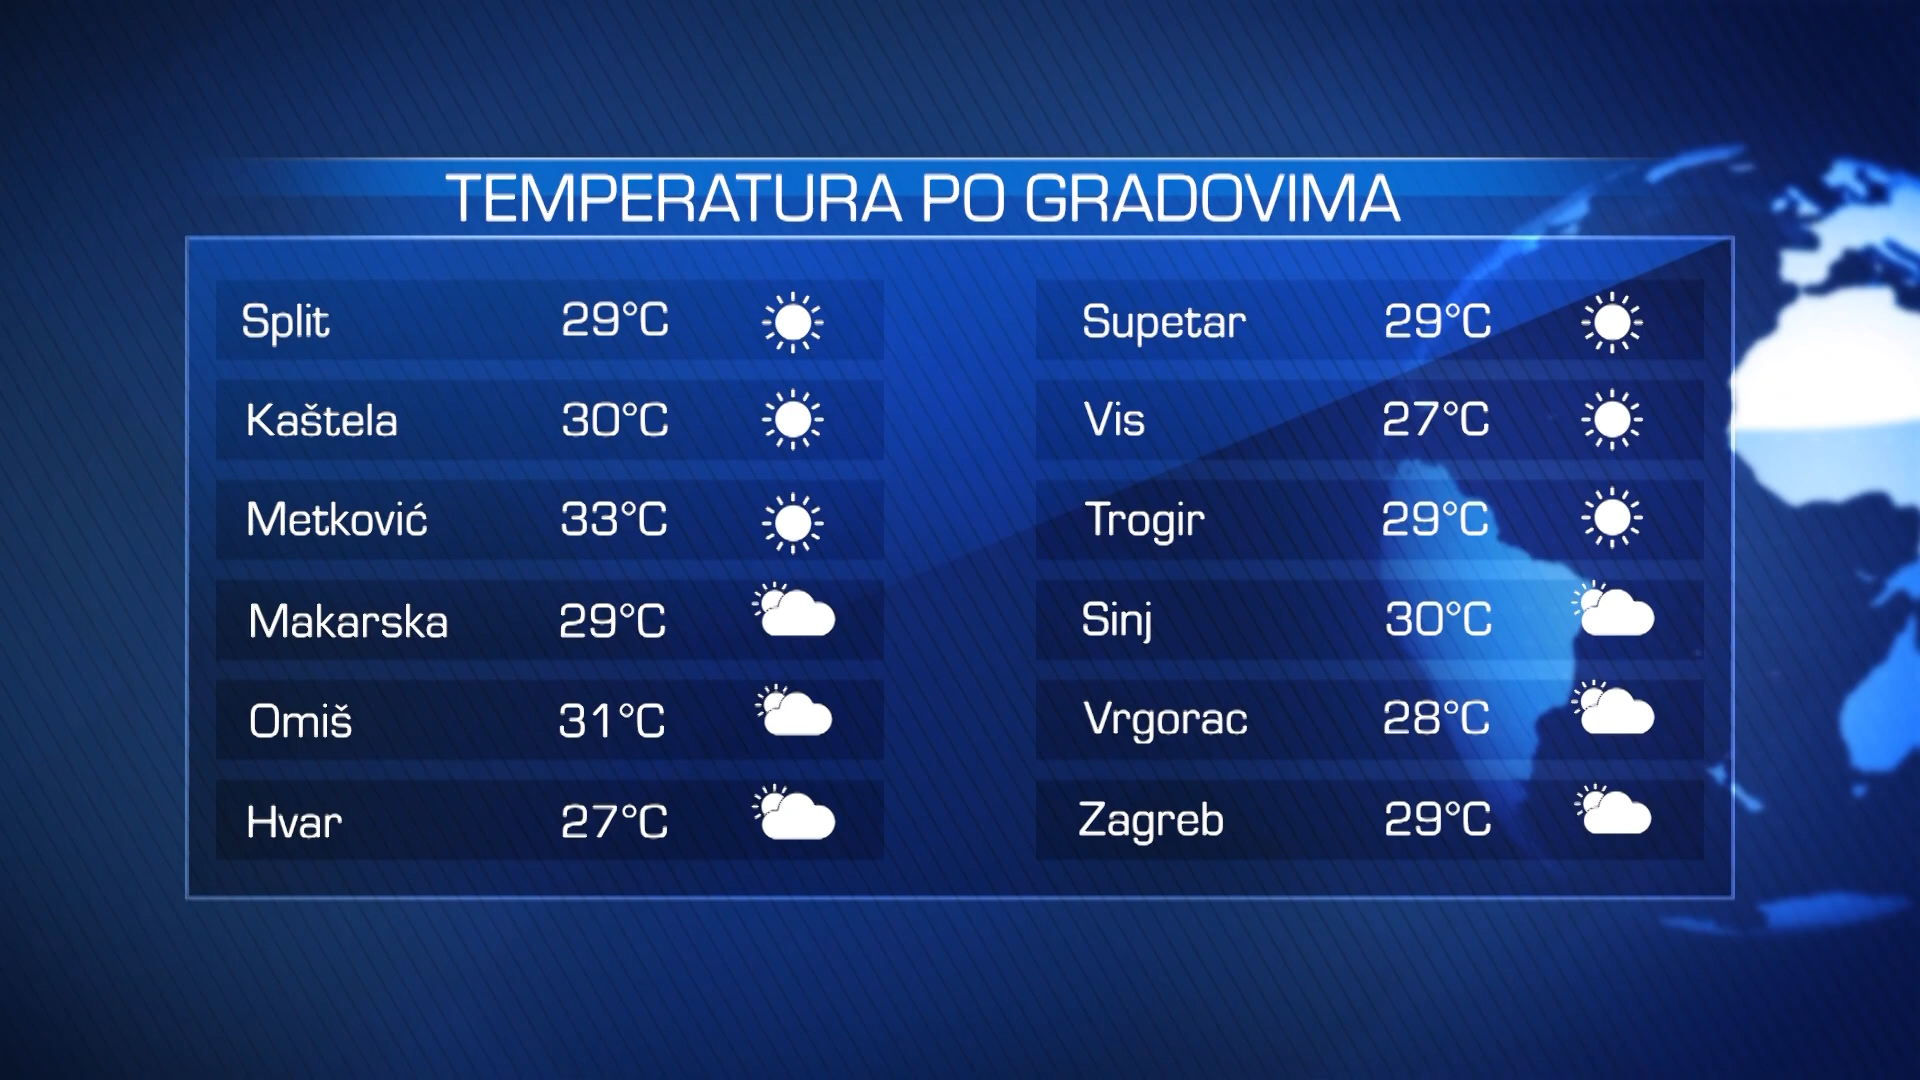 TEMPERATURA PO GRADOVIMA
Split 29°C
Kaštela 30°C
Metković 33°C
Makarska 29°C
Omiš 31°C
Hvar 27°C
Supetar 29°C
Vis 27°C
Trogir 29°C
Sinj 30°C
Vrgorac 28°C
Zagreb 29°C